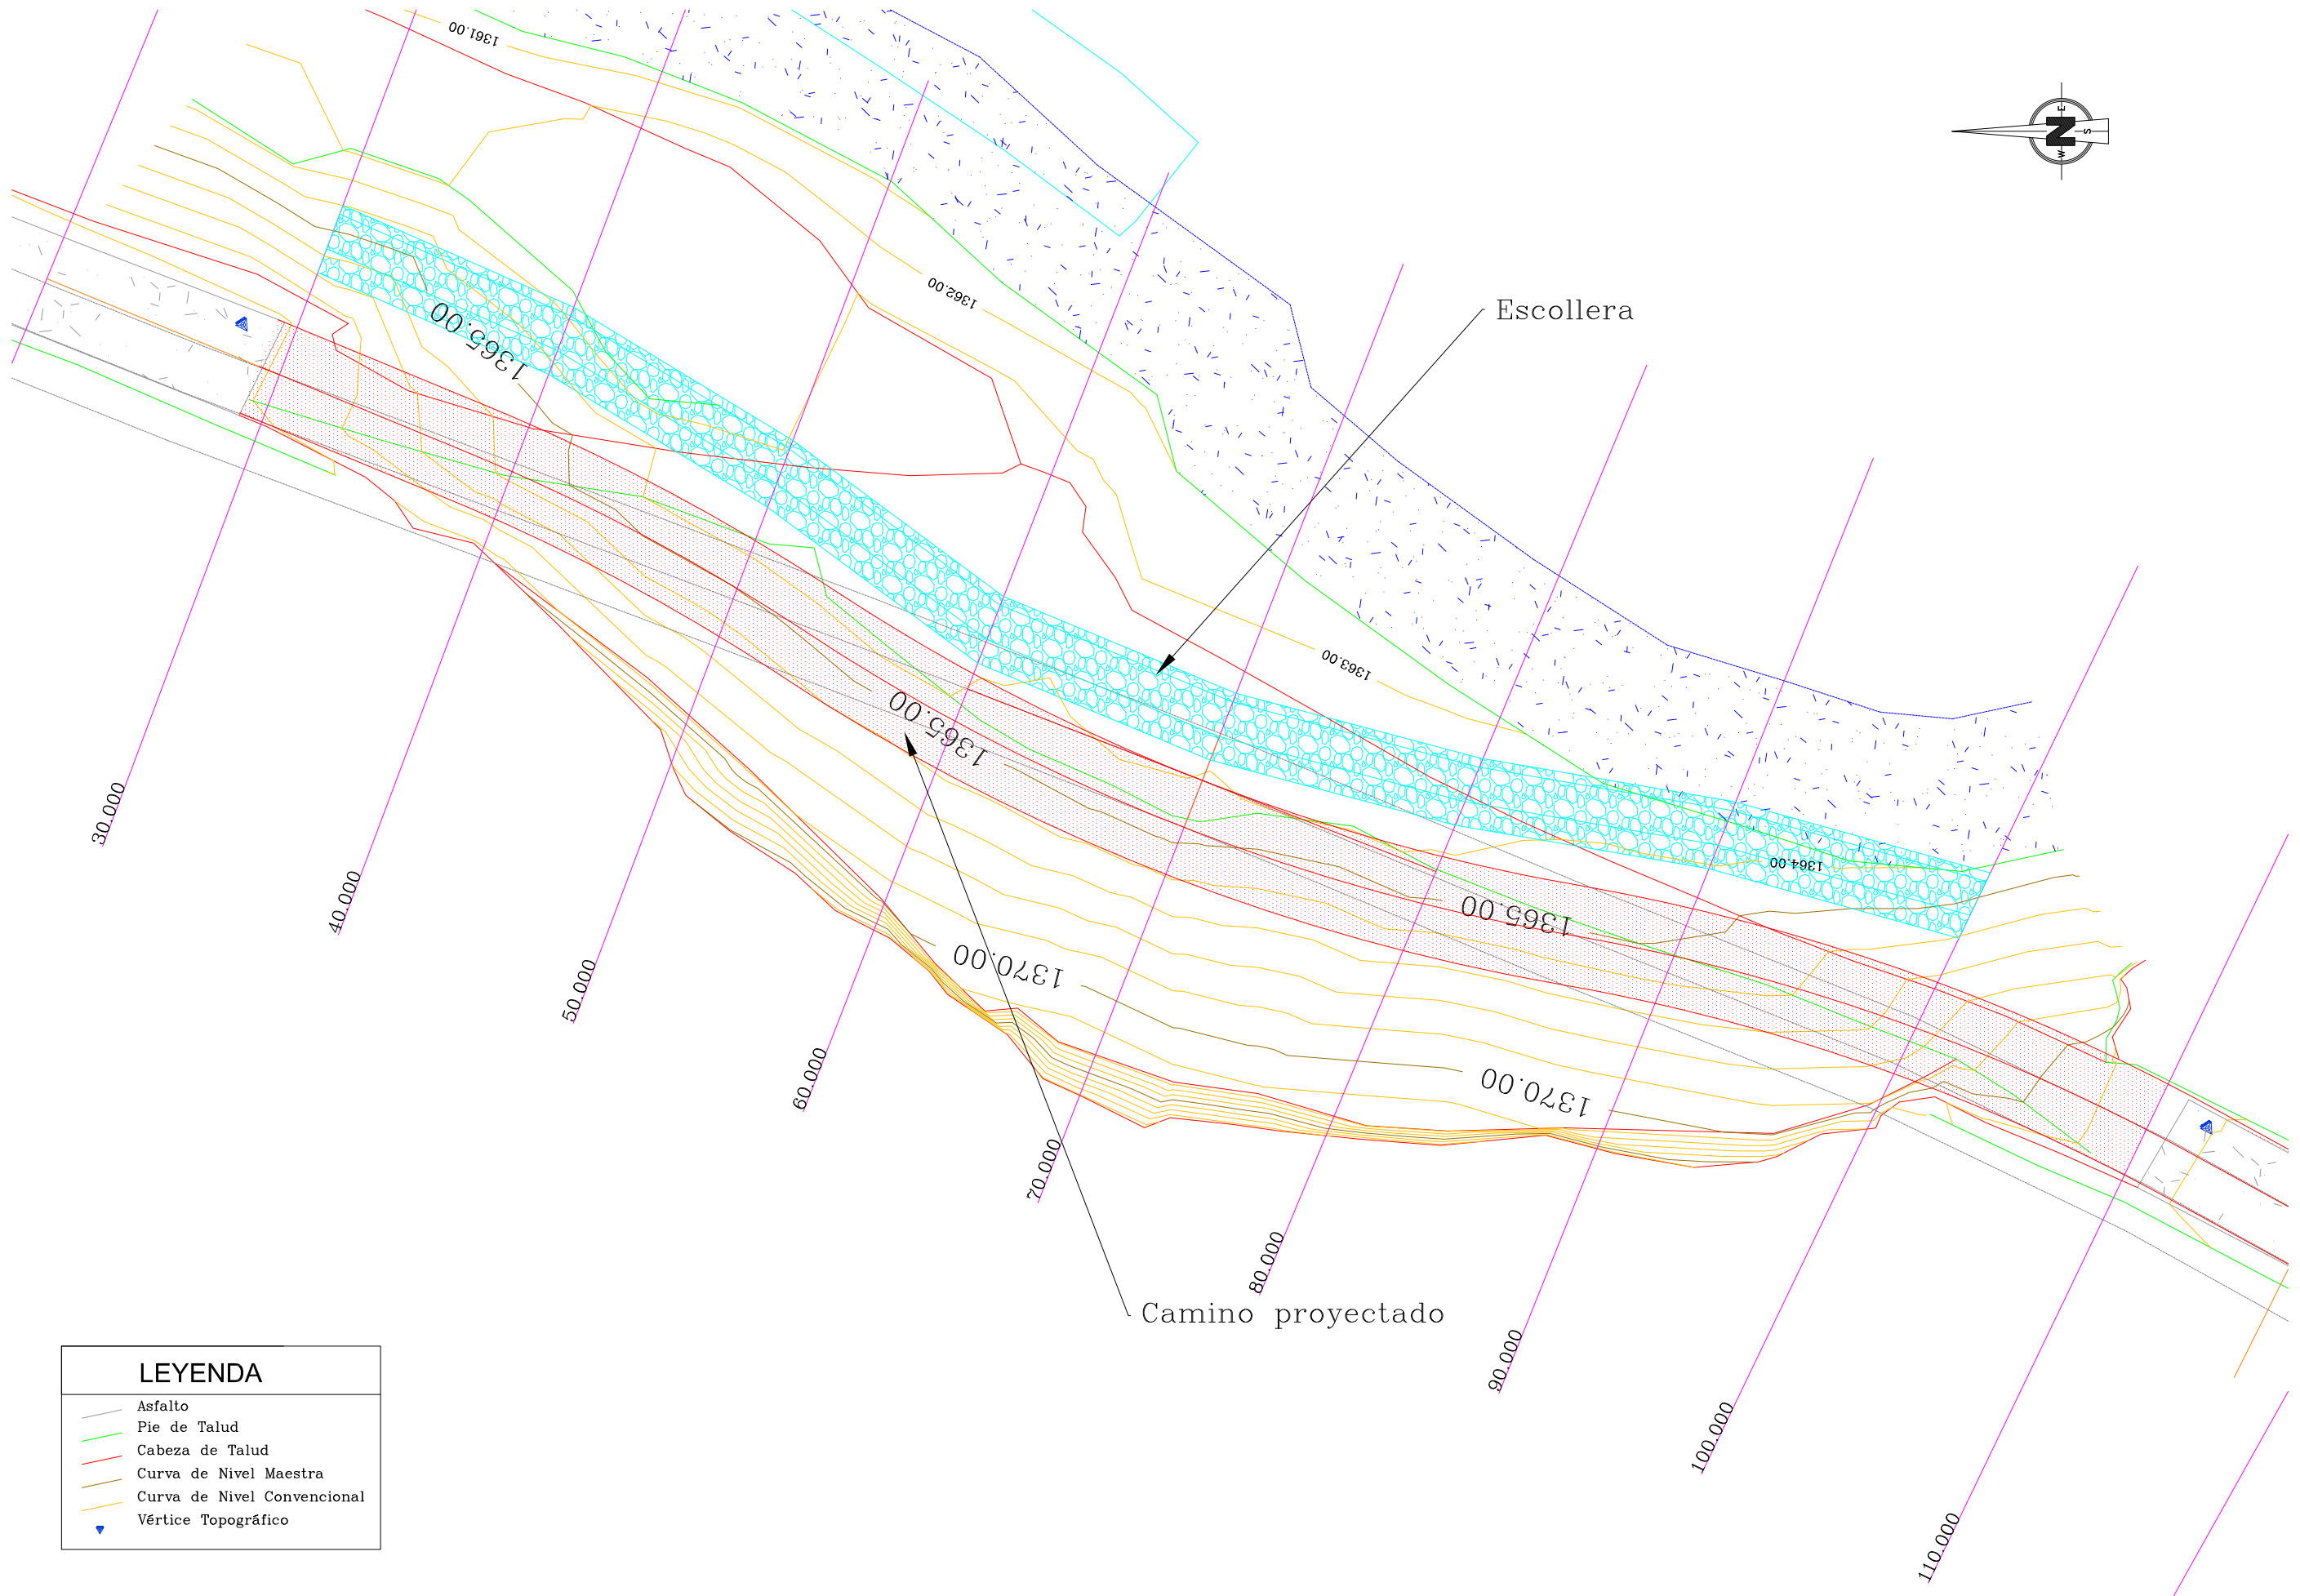 1361.00
E
N
S
W
1362.00
Escollera
1365.00
1363.00
1365.00
30.000
1364.00
40.000
1365.00
50.000
1370.00
60.000
1370.00
70.000
80.000
Camino proyectado
90.000
100.000
110.000
LEYENDA
Asfalto
Pie de Talud
Cabeza de Talud
Curva de Nivel Maestra
Curva de Nivel Convencional
Vértice Topográfico